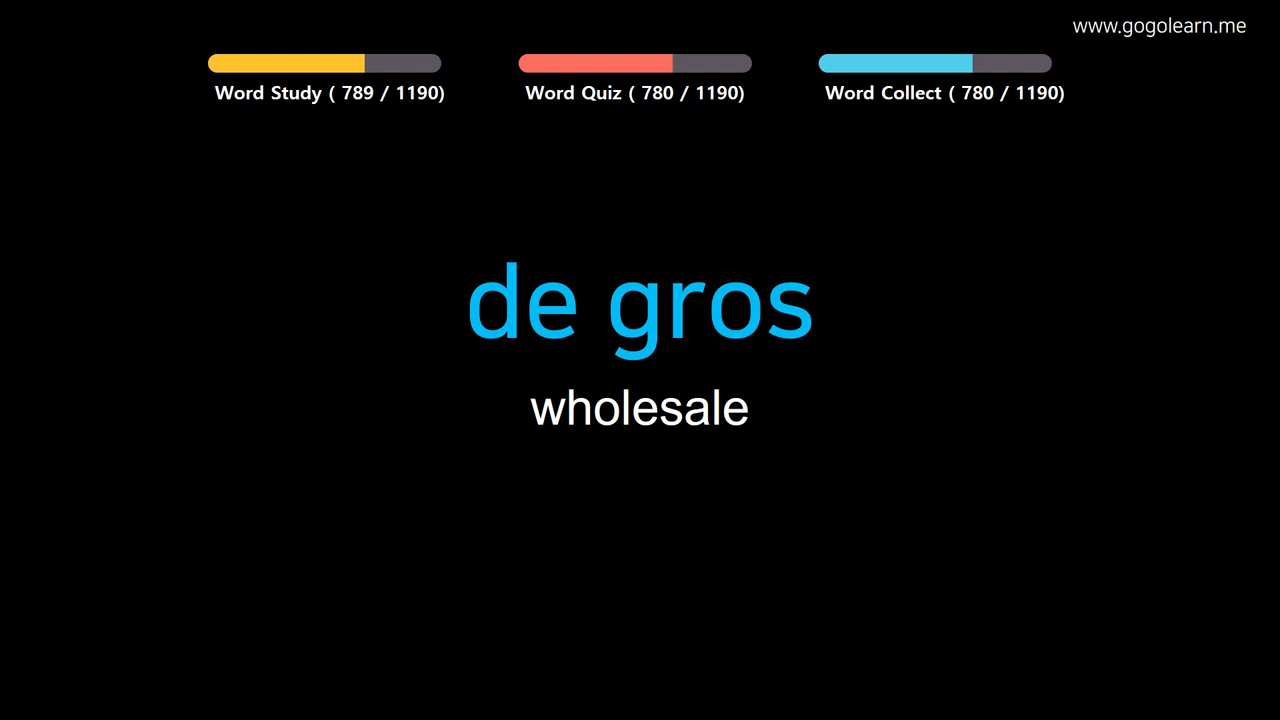 www.gogolearn.me
Word Study ( 789 / 1190)
Word Quiz ( 780 / 1190)
Word Collect ( 780 / 1190)
de gros
wholesale